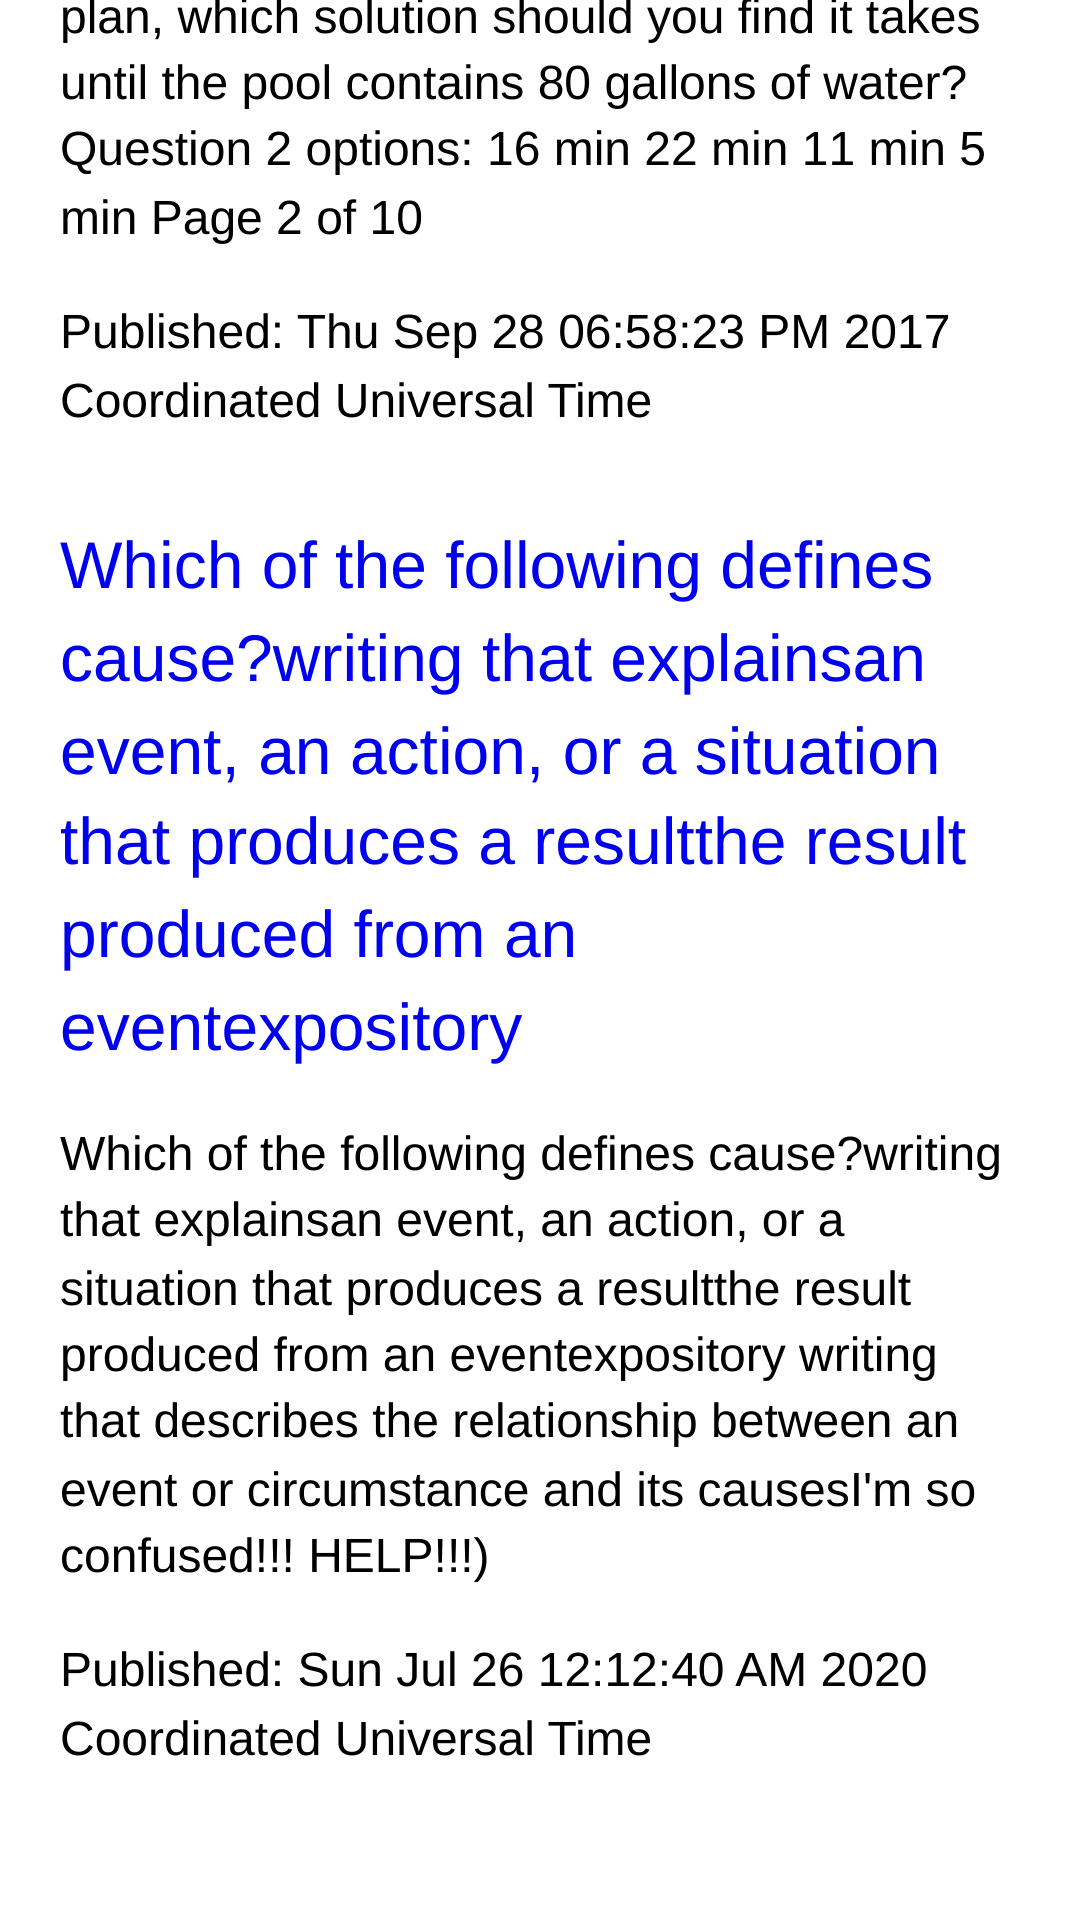 plan, which solution should you find it takes
until the pool contains 80 gallons of water?
Question 2 options: 16 min 22 min 11 min 5
min Page 2 of 10
Published: Thu Sep 28 06:58:23 PM 2017
Coordinated Universal Time
Which of the following defines
cause?writing that explainsan
event, an action, or a situation
that produces a resultthe result
produced from an
eventexpository
Which of the following defines cause?writing
that explainsan event, an action, or a
situation that produces a resultthe result
produced from an eventexpository writing
that describes the relationship between an
event or circumstance and its causesI'm so
confused!!! HELP!!!)
Published: Sun Jul 26 12:12:40 AM 2020
Coordinated Universal Time